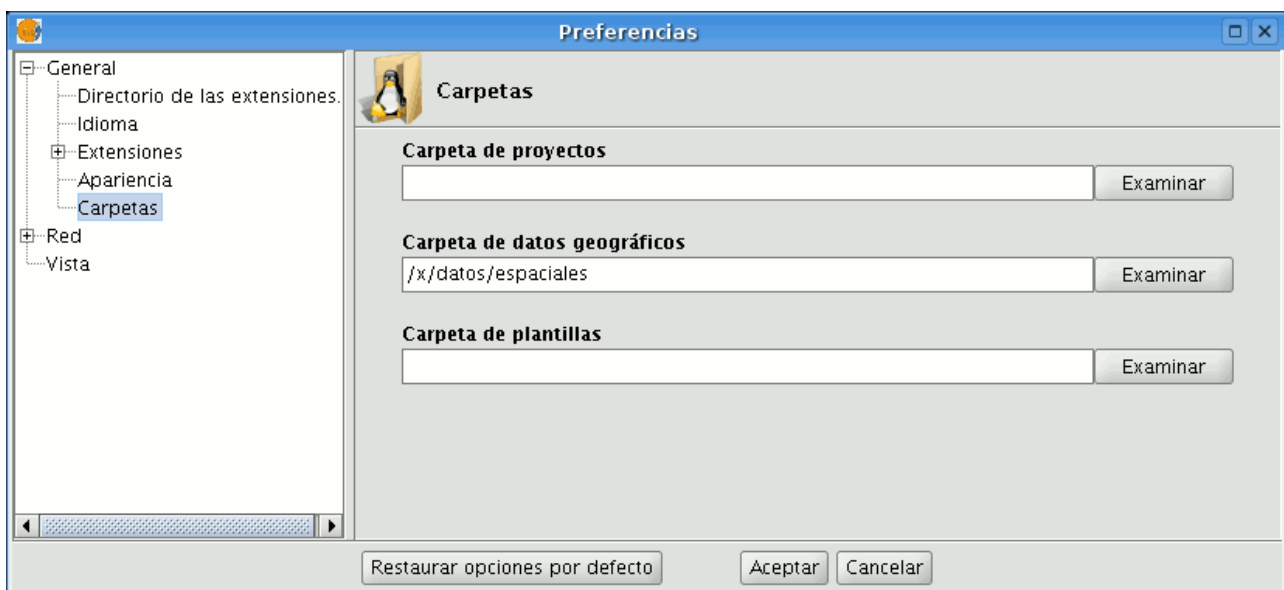 Preferencias
General
Directorio de las extensiones.
Idioma
Extensiones
Apariencia
Carpetas
Red
Vista
Carpetas
Carpeta de proyectos
Examinar
Carpeta de datos geográficos
/x/datos/espaciales
Examinar
Carpeta de plantillas
Examinar
Restaurar opciones por defecto
Aceptar
Cancelar